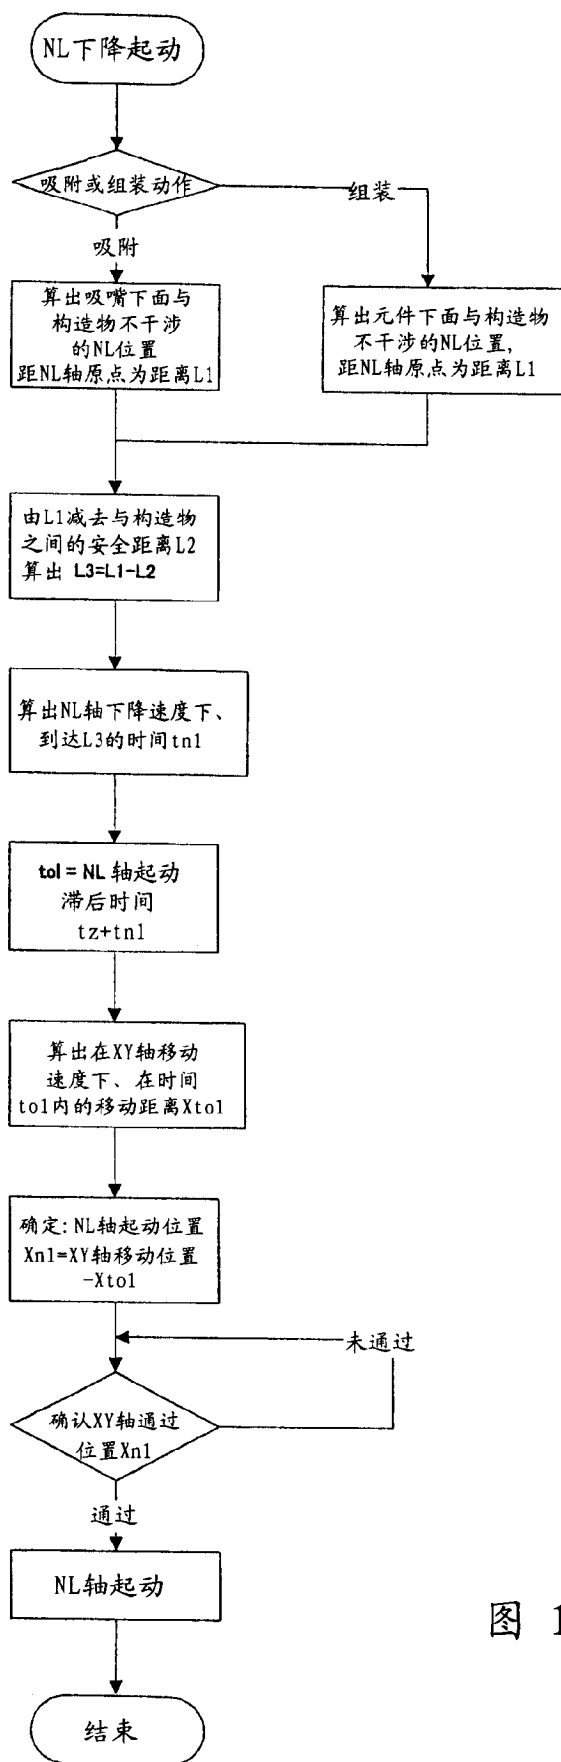 NL下降起动
吸附或组装动作
组装
吸附
算出吸嘴下面与
构造物不干涉
的NL位置
距NL轴原点为距离L1
算出元件下面与构造物
不干涉的NL位置,
距NL轴原点为距离L1
由L1减去与构造物
之间的安全距离L2
算出 L3=L1-L2
算出NL轴下降速度下、
到达L3的时间tn1
tol = NL 轴起动
滞后时间
tz+tn1
算出在XY轴移动
速度下、在时间
to1内的移动距离Xto1
确定:NL轴起动位置
Xn1=XY轴移动位置
-Xto1
未通过
确认XY轴通过
位置Xn1
通过
NL轴起动
图 1
结束